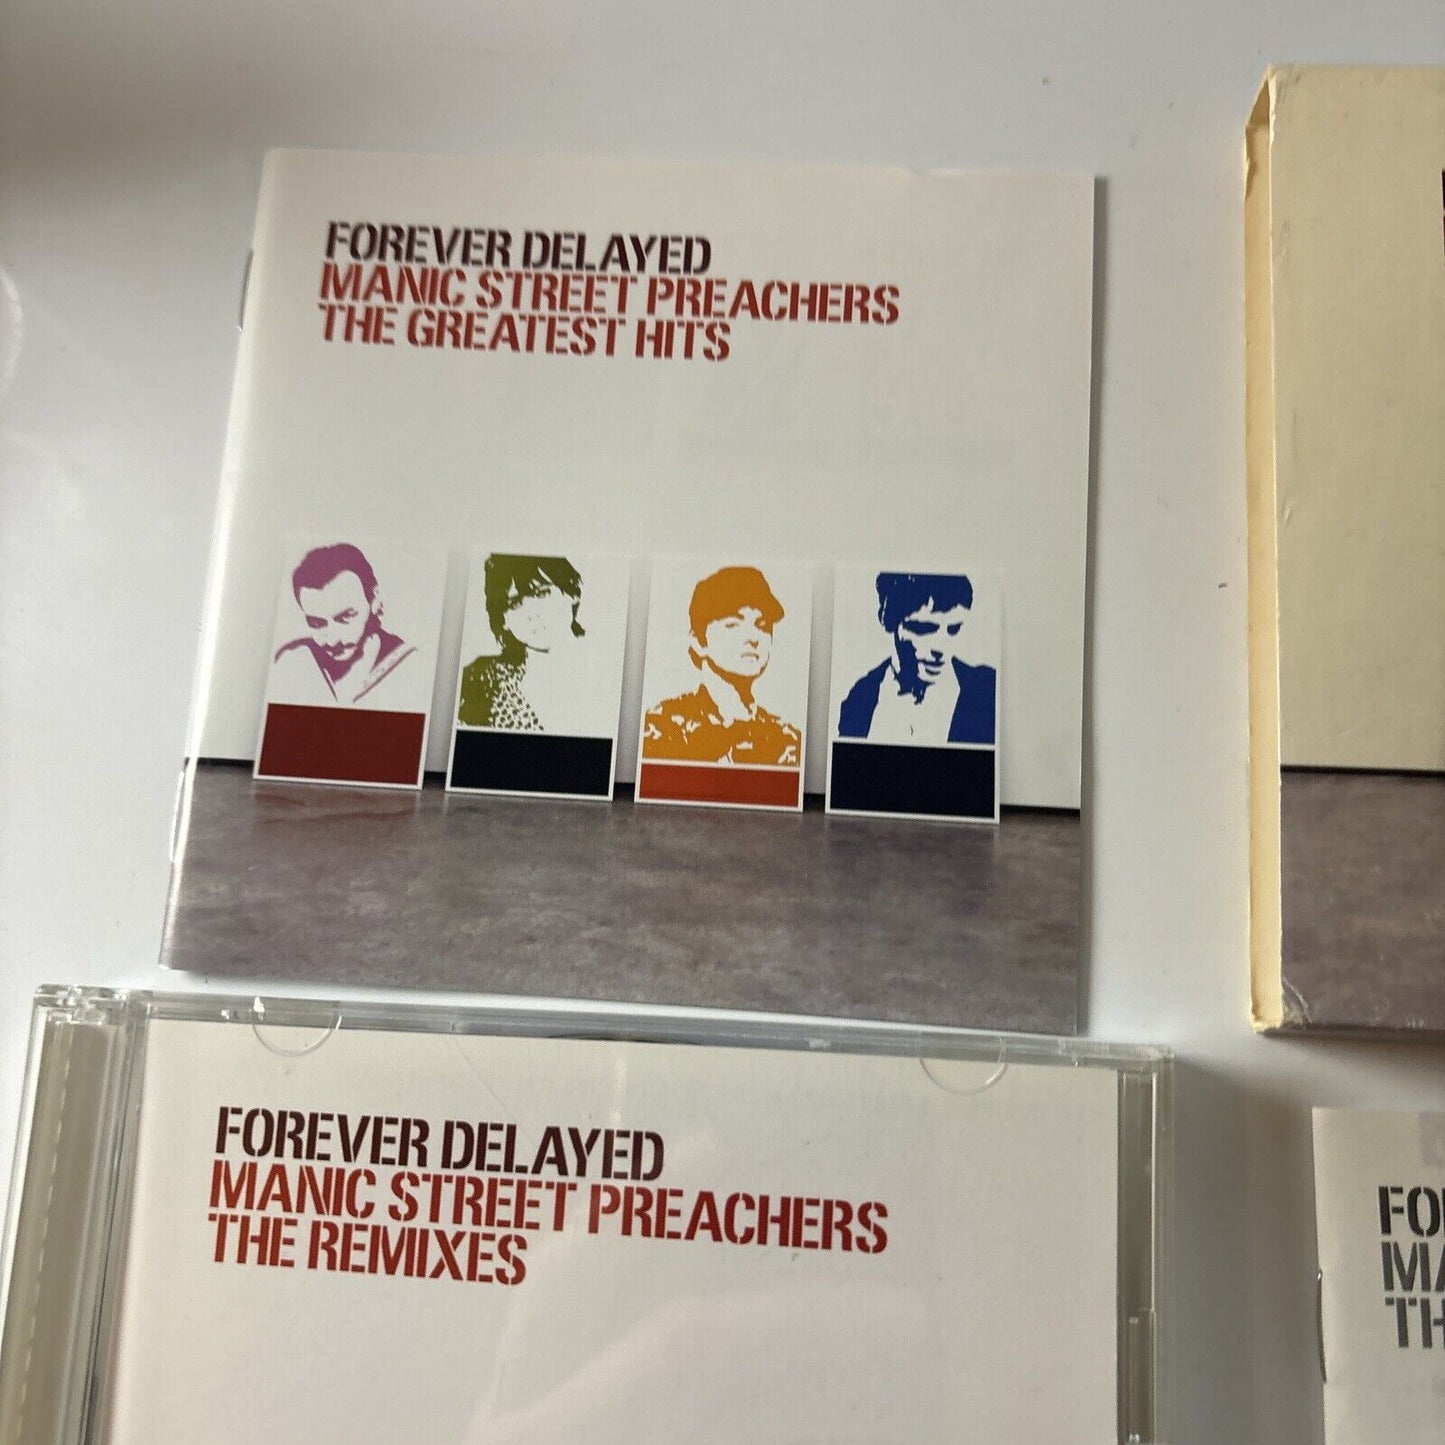 FOREVER DELAYED
MANIC STREET PREACHERS
THE GREATEST HITS
FOREVER DELAYED
MANIC STREET PREACHERS
THE REMIXES